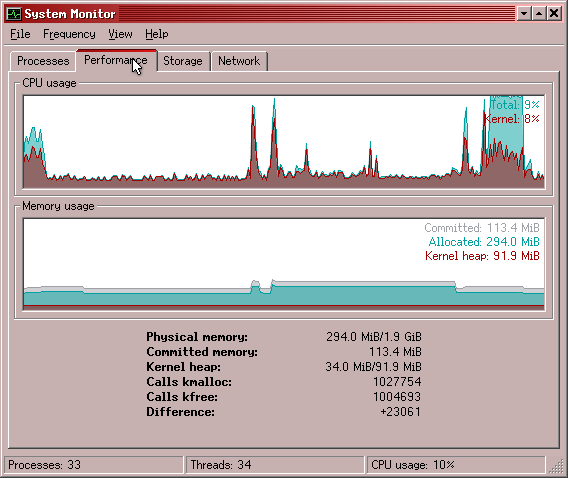 System Monitor
File Frequency View Help
Processes Performance Storage Network
CPU usage
Total: 9%
Kernel: 8%
Memory usage
Committed: 113.4 MiB
Allocated: 294.0 MiB
Kernel heap: 91.9 MiB
Physical memory: 294.0 MiB/1.9 GiB
Committed memory: 113.4 MiB
Kernel heap: 34.0 MiB/91.9 MiB
Calls kmalloc: 1027754
Calls kfree: 1004693
Difference: +23061
Processes: 33 Threads: 34 CPU usage: 10%